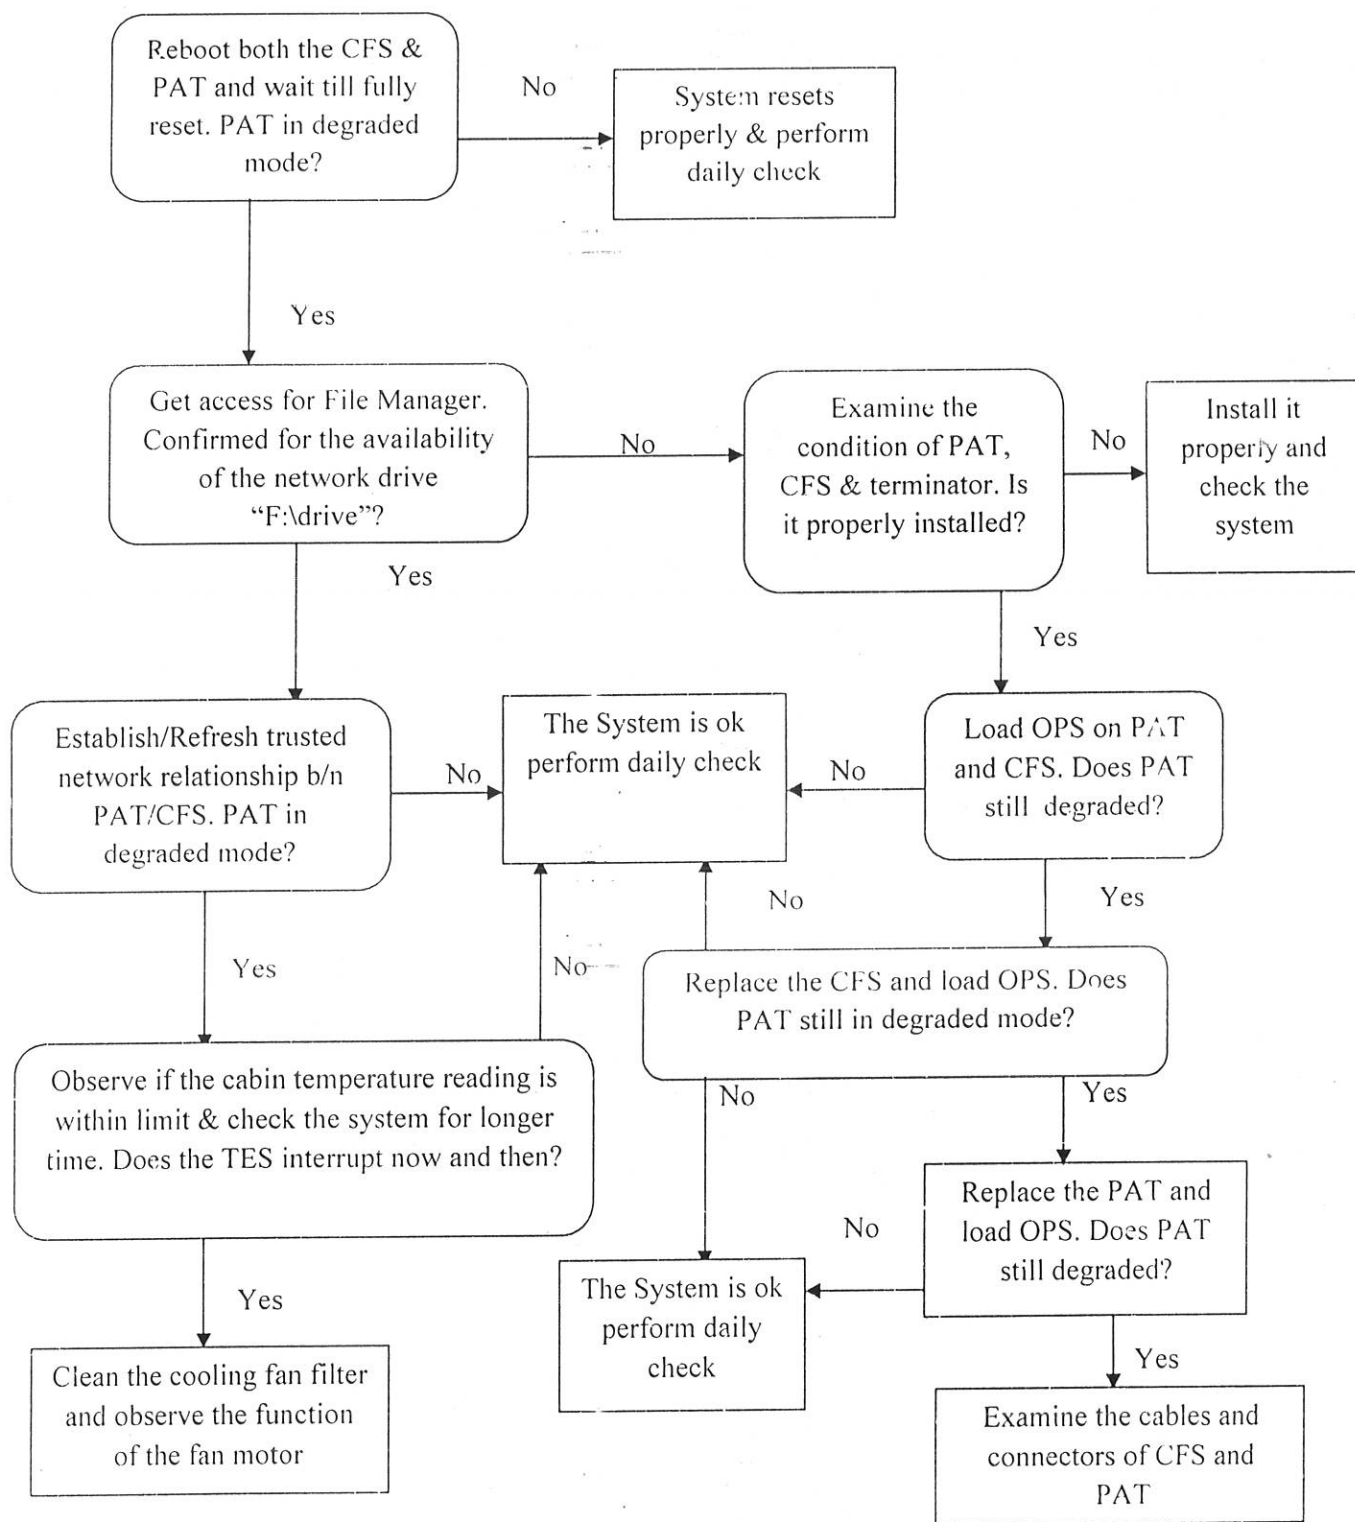 Reboot both the CFS &
PAT and wait till fully
reset. PAT in degraded
mode?
No
System resets
properly & perform
daily check
Yes
Get access for File Manager.
Confirmed for the availability
of the network drive
“F:\drive”?
No
Examine the
condition of PAT,
CFS & terminator. Is
it properly installed?
No
Install it
properly and
check the
system
Yes
Yes
Establish/Refresh trusted
network relationship b/n
PAT/CFS. PAT in
degraded mode?
No
The System is ok
perform daily check
No
Load OPS on PAT
and CFS. Does PAT
still degraded?
Yes
No
No
Yes
Replace the CFS and load OPS. Does
PAT still in degraded mode?
Observe if the cabin temperature reading is
within limit & check the system for longer
time. Does the TES interrupt now and then?
No
Yes
Replace the PAT and
load OPS. Does PAT
still degraded?
No
Yes
The System is ok
perform daily
check
Yes
Clean the cooling fan filter
and observe the function
of the fan motor
Examine the cables and
connectors of CFS and
PAT